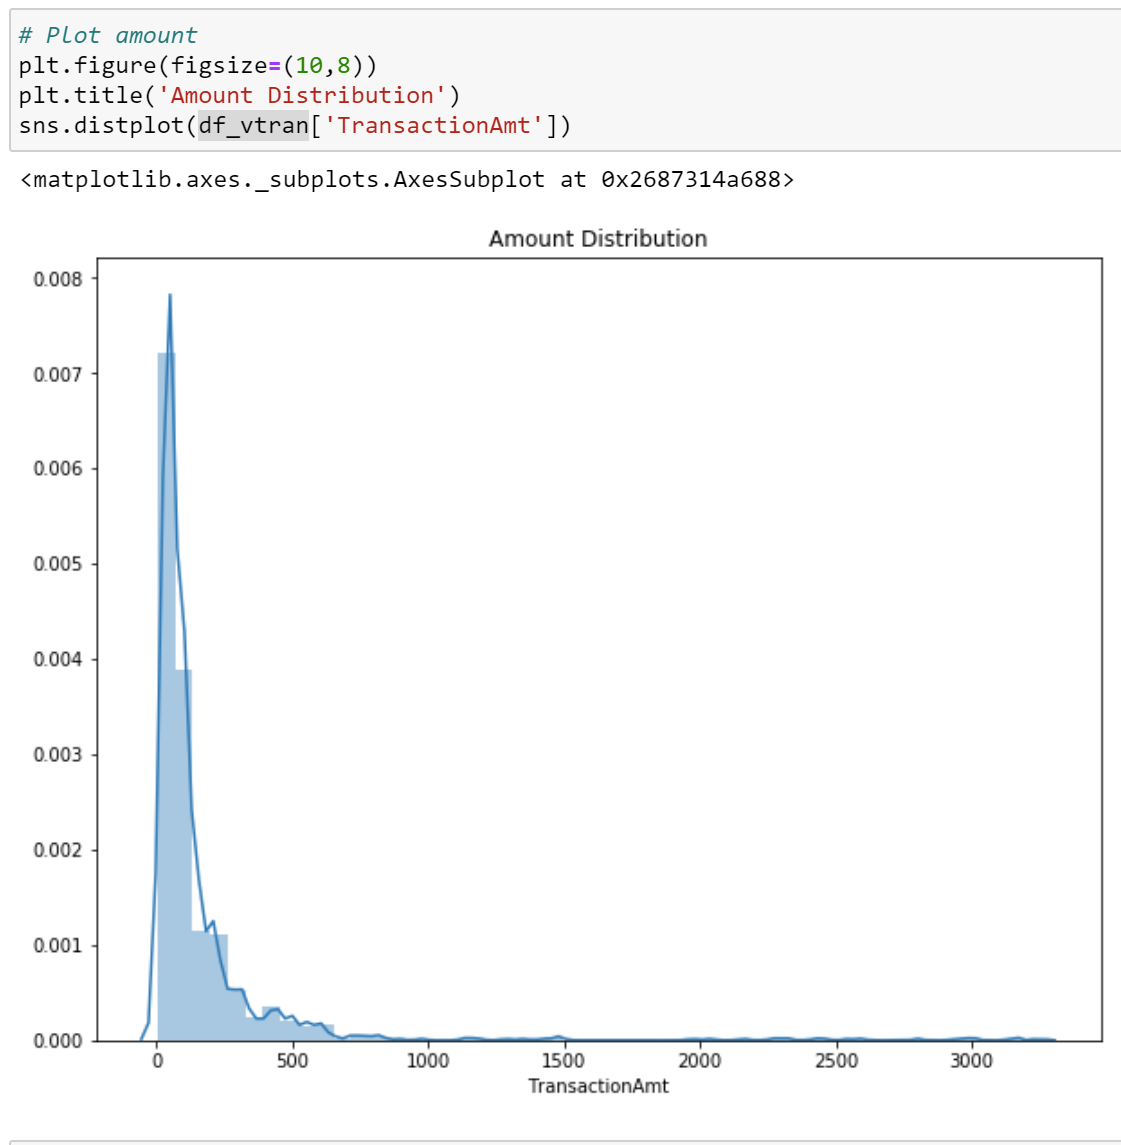 # Plot amount
plt.figure(figsize=(10,8))
plt.title('Amount Distribution')
sns.distplot(df_vtran['TransactionAmt'])
<matplotlib.axes._subplots.AxesSubplot at 0x2687314a688>
Amount Distribution
0.008
0.007
0.006
0.005
0.004
0.003
0.002
0.001
0.000
0 500 1000 1500 2000 2500 3000
TransactionAmt